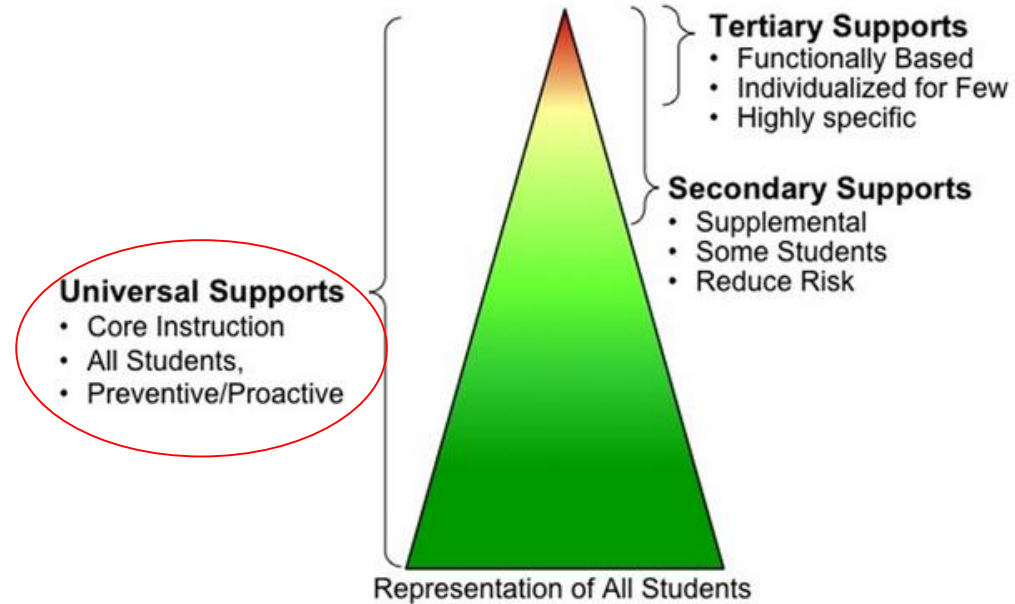 Tertiary Supports
• Functionally Based
• Individualized for Few
• Highly specific
Secondary Supports
• Supplemental
• Some Students
• Reduce Risk
Universal Supports
• Core Instruction
• All Students,
• Preventive/Proactive
Representation of All Students